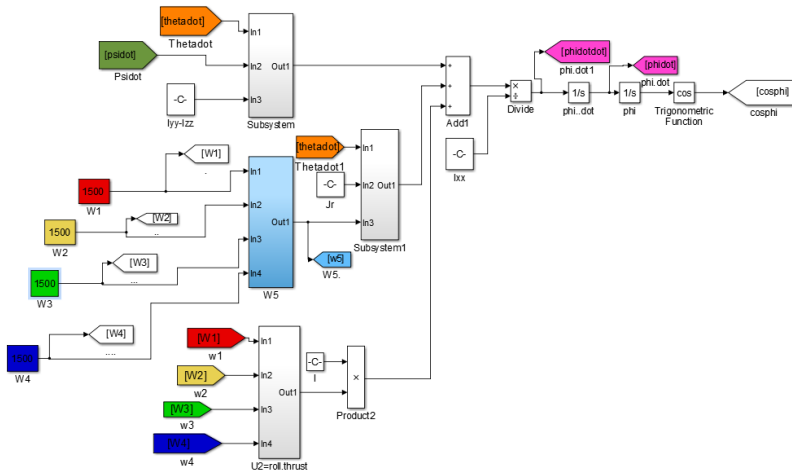 [thetadot]
Thetadot
[psidot]
Psidot
-C-
Iyy-Izz
In1
In2
Out1
In3
Subsystem
[W1]
.
1500
W1
[W2]
..
1500
W2
[W3]
...
1500
W3
[W4]
....
1500
W4
In1
In2
Out1
In3
In4
W5
[thetadot]
Thetadot1
-C-
Jr
In1
In2 Out1
In3
Subsystem1
[w5]
W5.
[W1]
w1
[W2]
w2
[W3]
w3
[W4]
w4
In1
In2
Out1
In3
In4
U2=roll.thrust
-C-
l
×
Product2
+
+
+
Add1
-C-
Ixx
×
÷
Divide
[phidotdot]
phi.dot1
1/s
phi..dot
[phidot]
phi.dot
1/s
phi
cos
Trigonometric
Function
[cosphi]
cosphi